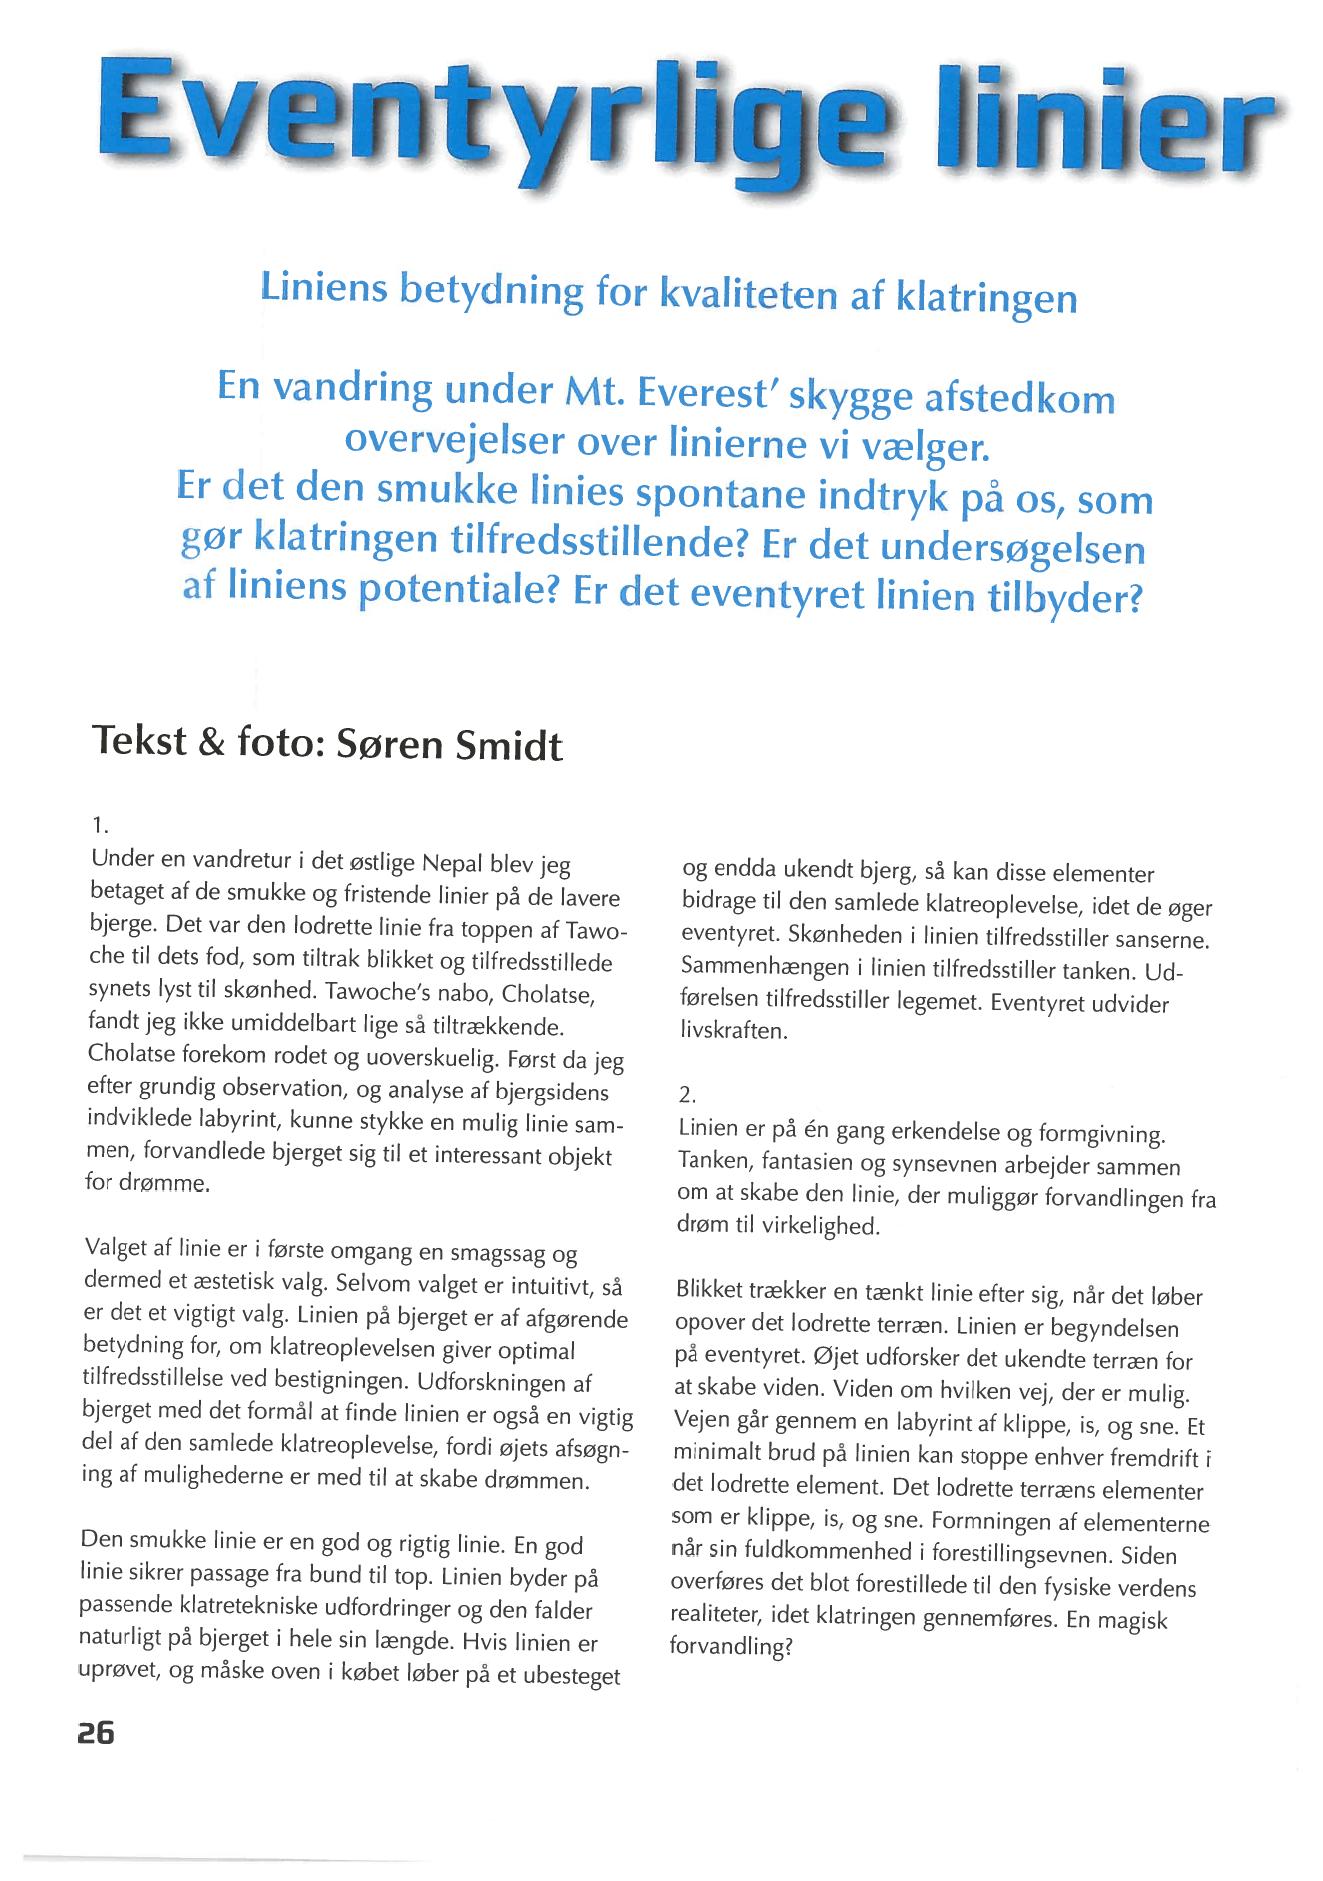 Eventyrlige linier
Liniens betydning for kvaliteten af klatringen
En vandring under Mt. Everest' skygge afstedkom
overvejelser over linierne vi vælger.
Er det den smukke linies spontane indtryk på os, som
gør klatringen tilfredsstillende? Er det undersøgelsen
af liniens potentiale? Er det eventyret linien tilbyder?
Tekst & foto: Søren Smidt
1.
Under en vandretur i det østlige Nepal blev jeg
betaget af de smukke og fristende linier på de lavere
bjerge. Det var den lodrette linie fra toppen af Tawo-
che til dets fod, som tiltrak blikket og tilfredsstillede
synets lyst til skønhed. Tawoche's nabo, Cholatse,
fandt jeg ikke umiddelbart lige så tiltrækkende.
Cholatse forekom rodet og uoverskuelig. Først da jeg
efter grundig observation, og analyse af bjergsidens
indviklede labyrint, kunne stykke en mulig linie sam-
men, forvandlede bjerget sig til et interessant objekt
for drømme.
Valget af linie er i første omgang en smagssag og
dermed et æstetisk valg. Selvom valget er intuitivt, så
er det et vigtigt valg. Linien på bjerget er af afgørende
betydning for, om klatreoplevelsen giver optimal
tilfredsstillelse ved bestigningen. Udforskningen af
bjerget med det formål at finde linien er også en vigtig
del af den samlede klatreoplevelse, fordi øjets afsøgn-
ing af mulighederne er med til at skabe drømmen.
Den smukke linie er en god og rigtig linie. En god
linie sikrer passage fra bund til top. Linien byder på
passende klatretekniske udfordringer og den falder
naturligt på bjerget i hele sin længde. Hvis linien er
uprøvet, og måske oven i købet løber på et ubesteget
og endda ukendt bjerg, så kan disse elementer
bidrage til den samlede klatreoplevelse, idet de øger
eventyret. Skønheden i linien tilfredsstiller sanserne.
Sammenhængen i linien tilfredsstiller tanken. Ud-
førelsen tilfredsstiller legemet. Eventyret udvider
livskraften.
2.
Linien er på én gang erkendelse og formgivning.
Tanken, fantasien og synsevnen arbejder sammen
om at skabe den linie, der muliggør forvandlingen fra
drøm til virkelighed.
Blikket trækker en tænkt linie efter sig, når det løber
opover det lodrette terræn. Linien er begyndelsen
på eventyret. Øjet udforsker det ukendte terræn for
at skabe viden. Viden om hvilken vej, der er mulig.
Vejen går gennem en labyrint af klippe, is, og sne. Et
minimalt brud på linien kan stoppe enhver fremdrift i
det lodrette element. Det lodrette terræns elementer
som er klippe, is, og sne. Formningen af elementerne
når sin fuldkommenhed i forestillingsevnen. Siden
overføres det blot forestillede til den fysiske verdens
realiteter, idet klatringen gennemføres. En magisk
forvandling?
26